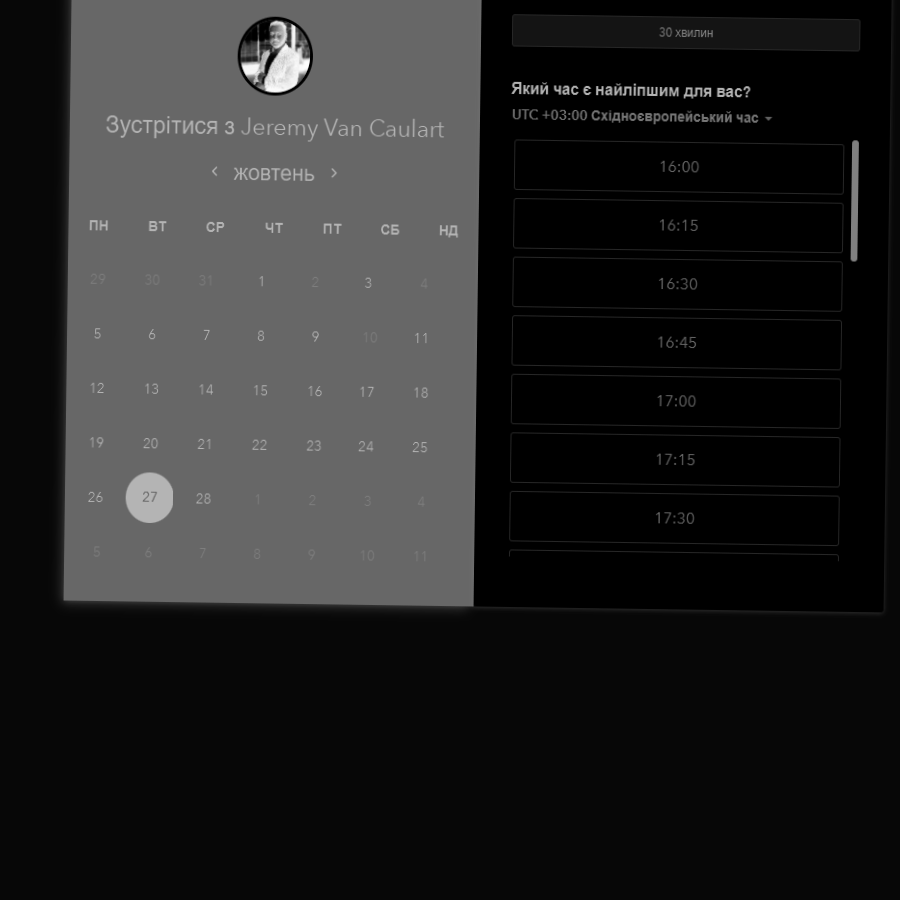 Зустрітися з Jeremy Van Caulart
‹ жовтень ›
ПН ВТ СР ЧТ ПТ СБ НД
29 30 31 1 2 3 4
5 6 7 8 9 10 11
12 13 14 15 16 17 18
19 20 21 22 23 24 25
26 27 28 1 2 3 4
5 6 7 8 9 10 11
30 хвилин
Який час є найліпшим для вас?
UTC +03:00 Східноєвропейський час
16:00
16:15
16:30
16:45
17:00
17:15
17:30